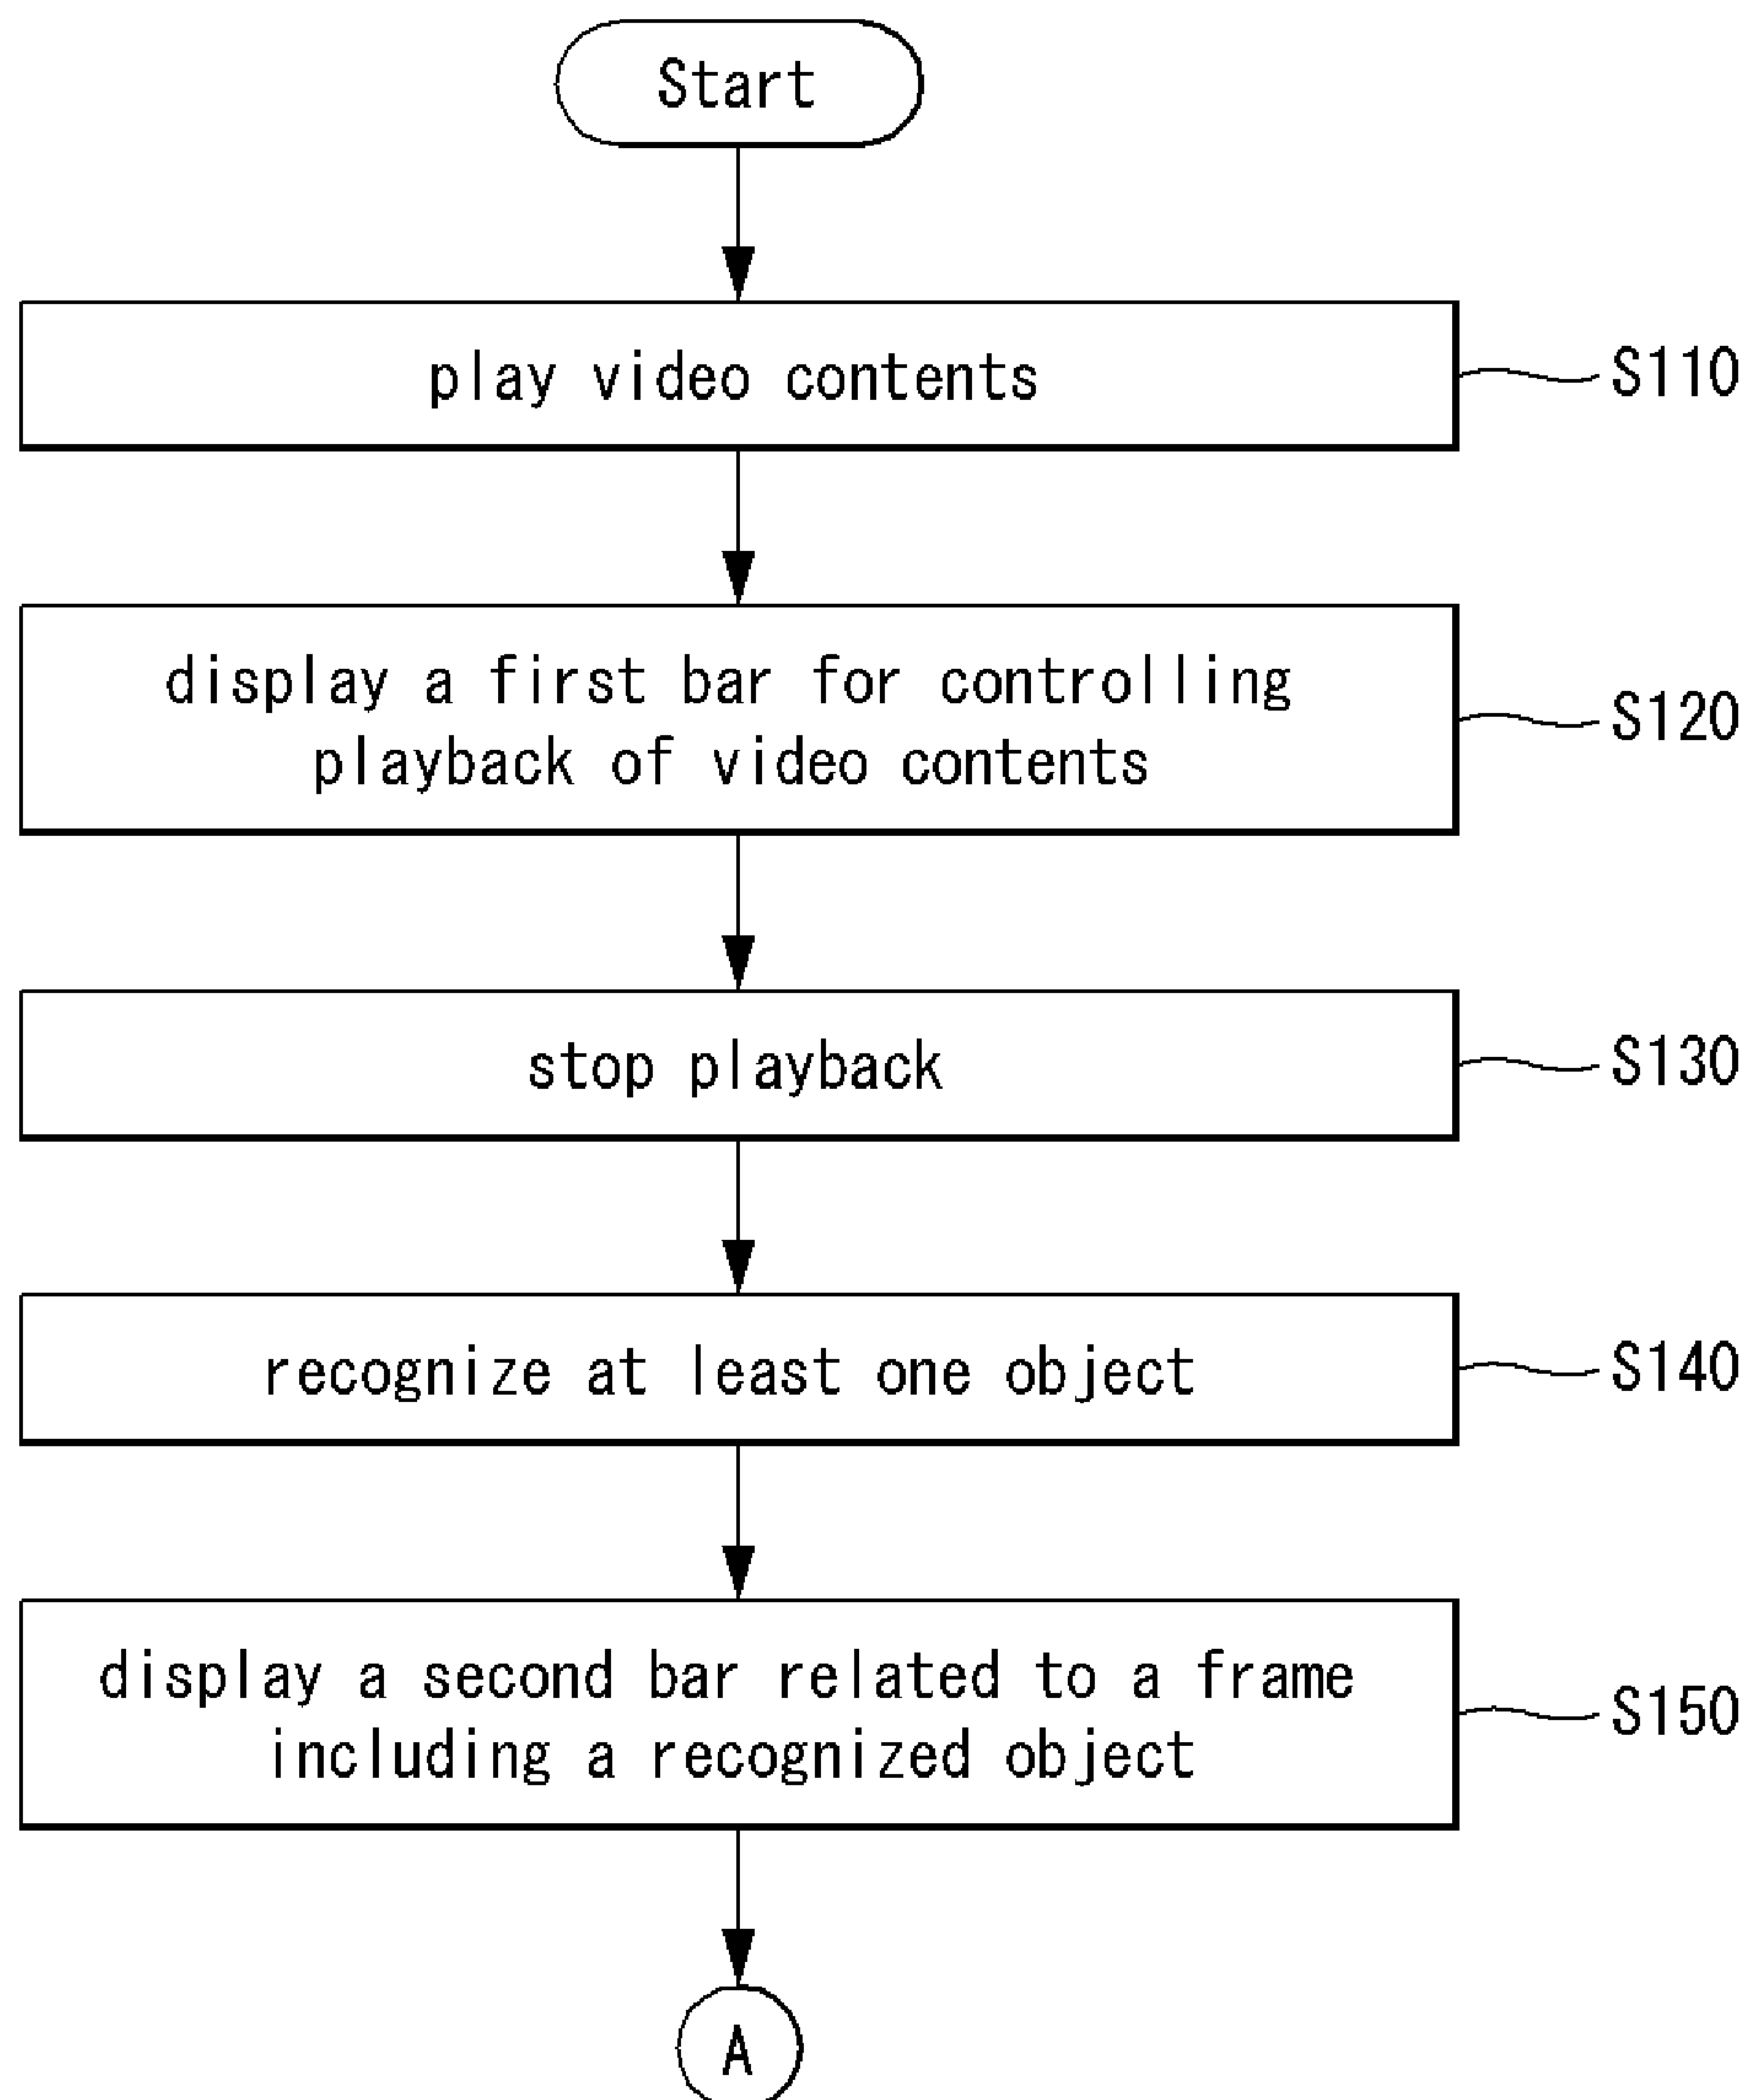 Start
play video contents
S110
display a first bar for controlling
playback of video contents
S120
stop playback
S130
recognize at least one object
S140
display a second bar related to a frame
including a recognized object
S150
A